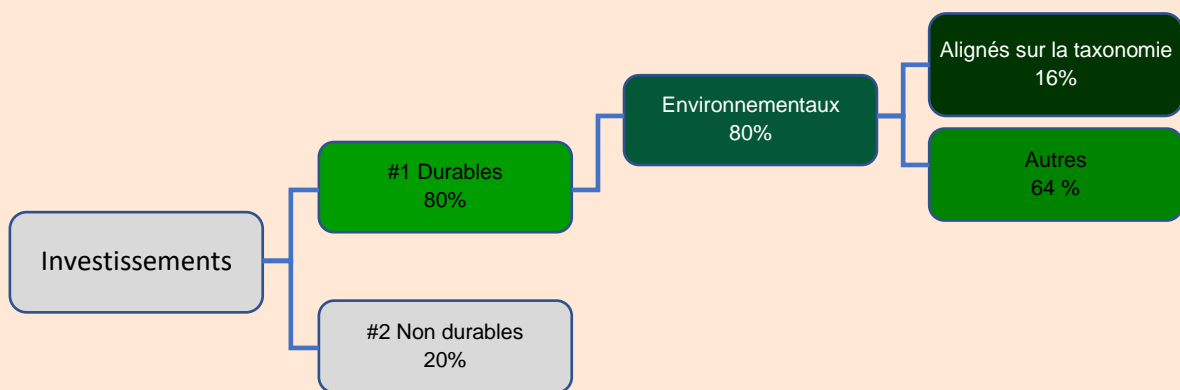 Investissements
#1 Durables
80%
#2 Non durables
20%
Environnementaux
80%
Alignés sur la taxonomie
16%
Autres
64 %